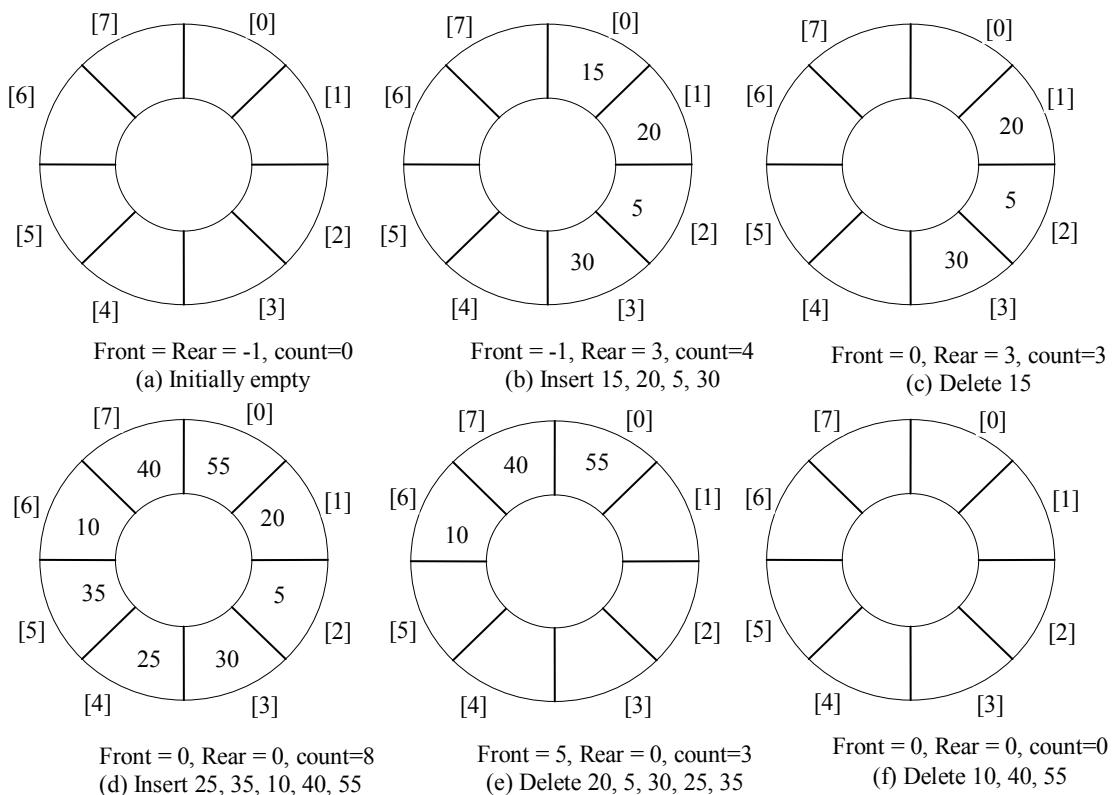 [7] [0] [7] [0] [0]
[7]
15
[6] [1] [6] [1] [6] [1]
20 20
5 5
[5] [2] [5] [2] [5] [2]
30 30
[4] [3] [4] [3] [4] [3]
Front = Rear = -1, count=0
(a) Initially empty
Front = -1, Rear = 3, count=4
(b) Insert 15, 20, 5, 30
Front = 0, Rear = 3, count=3
(c) Delete 15
[7] [0] [7] [0] [7] [0]
40 55 40 55
[6] [1] [6] [1] [6] [1]
10 20 10
35 5
[5] [2] [5] [2] [5] [2]
25 30
[4] [3] [4] [3] [4] [3]
Front = 0, Rear = 0, count=8
(d) Insert 25, 35, 10, 40, 55
Front = 5, Rear = 0, count=3
(e) Delete 20, 5, 30, 25, 35
Front = 0, Rear = 0, count=0
(f) Delete 10, 40, 55